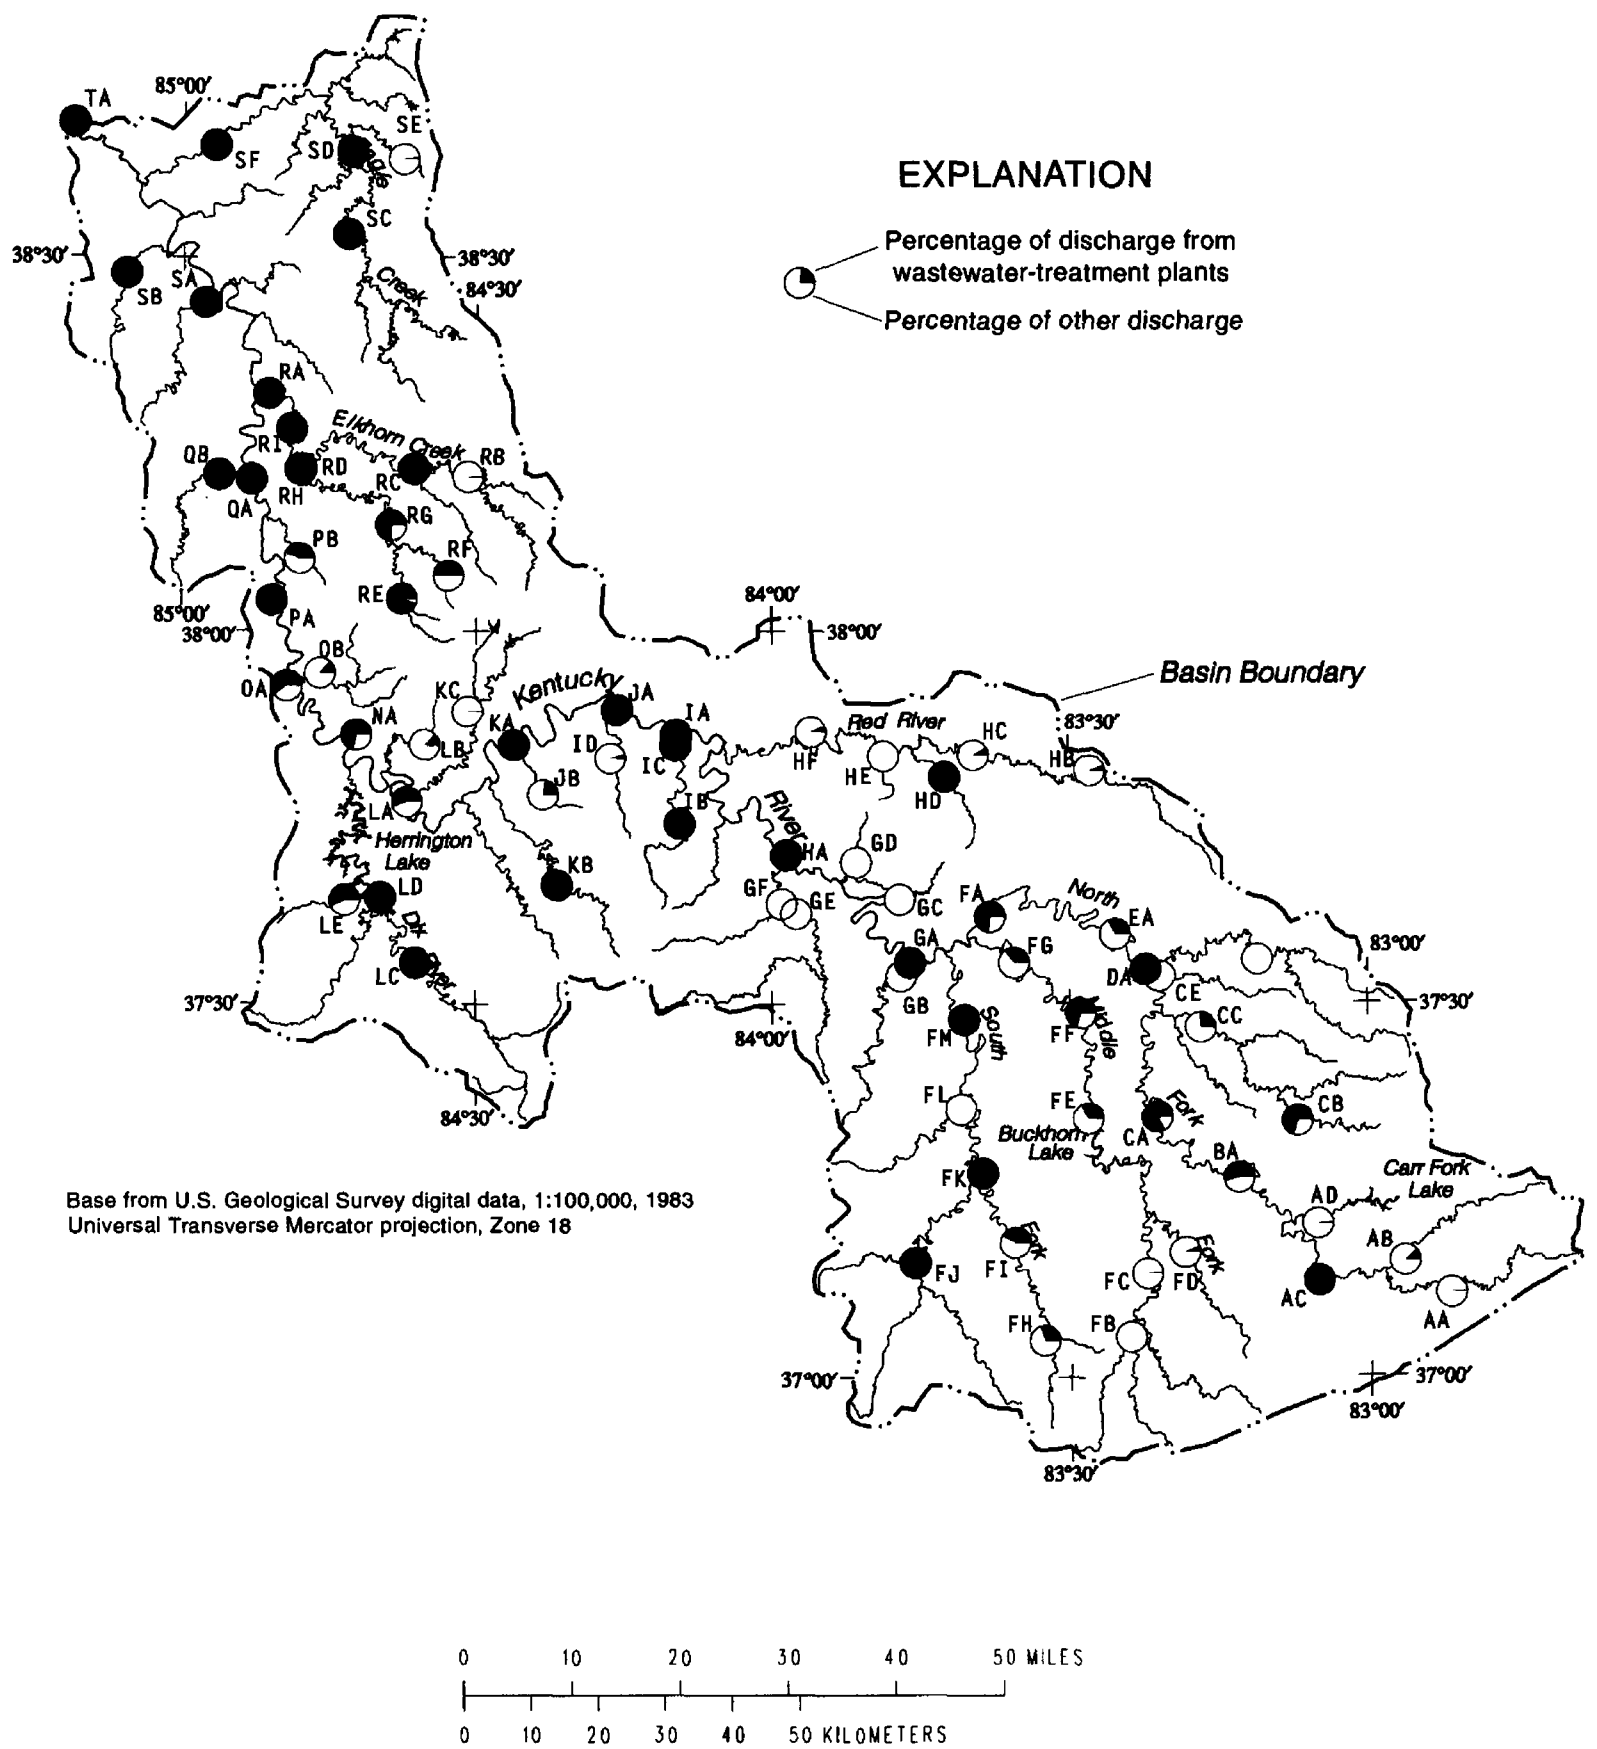 TA
85°00′
SE
SF
SD
SC
EXPLANATION
Percentage of discharge from
wastewater-treatment plants
Percentage of other discharge
38°30′
38°30′
84°30′
SB
SA
Creek
RA
Elkhorn Creek
RI
QB
RD
RC
RB
QA
RH
RG
PB
RF
RE
85°00′
PA
38°00′
84°00′
38°00′
OB
OA
Basin Boundary
KC
Kentucky
JA
IA
NA
KA
Red River
HC
83°30′
LB
ID
IC
HF
HE
HB
JB
HD
LA
IB
River
Herrington
Lake
KB
HA
GD
LD
GF
GE
GC
FA
North
EA
LE
Dix
River
GA
FG
83°00′
LC
DA
CE
37°30′
GB
37°30′
84°00′
FM
South
FF
Middle
CC
84°30′
FL
FE
Fork
CB
Buckhorn
Lake
CA
BA
Carr Fork
Lake
FK
AD
Base from U.S. Geological Survey digital data, 1:100,000, 1983
Universal Transverse Mercator projection, Zone 18
Fork
Fork
AB
FJ
FI
FC
FD
AC
AA
FH
FB
37°00′
37°00′
83°00′
83°30′
0 10 20 30 40 50 MILES
0 10 20 30 40 50 KILOMETERS